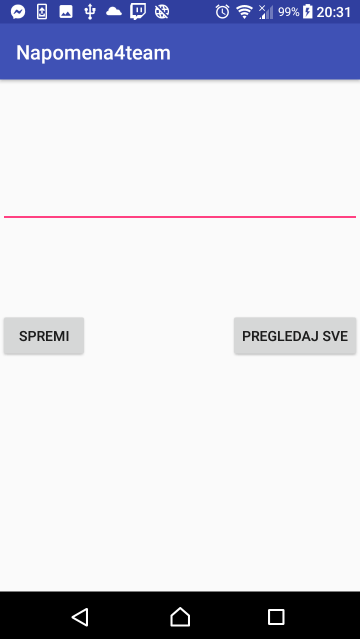 99% 20:31
Napomena4team
SPREMI PREGLEDAJ SVE